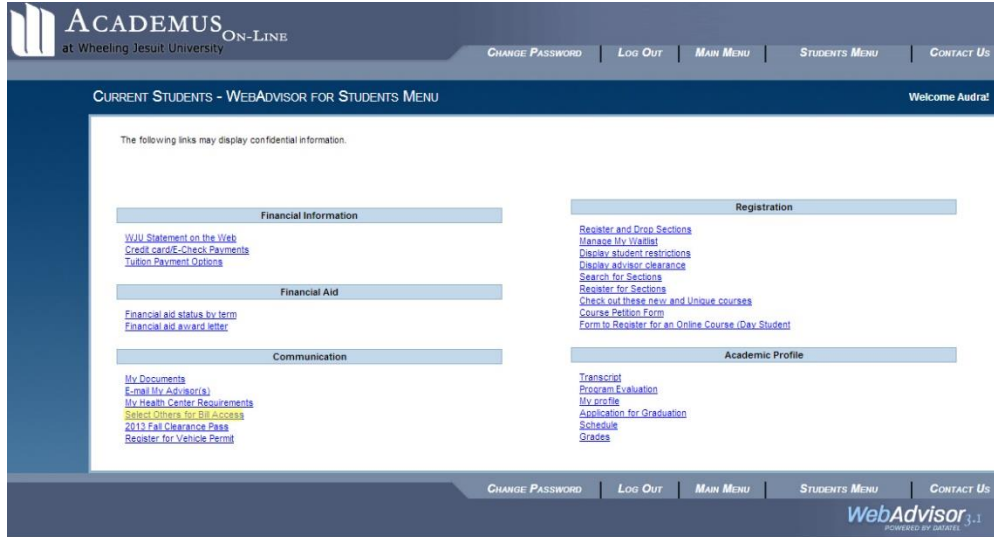 ACADEMUS ON-LINE
at Wheeling Jesuit University
CHANGE PASSWORD LOG OUT MAIN MENU STUDENTS MENU CONTACT US
CURRENT STUDENTS - WEBADVISOR FOR STUDENTS MENU
Welcome Audra!
The following links may display confidential information.
Financial Information
WJU Statement on the Web
Credit card/E-Check Payments
Tuition Payment Options
Financial Aid
Financial aid status by term
Financial aid award letter
Communication
My Documents
E-mail My Advisor(s)
My Health Center Requirements
Select Others for Bill Access
2013 Fall Clearance Pass
Register for Vehicle Permit
Registration
Register and Drop Sections
Manage My Waitlist
Display student restrictions
Display advisor clearance
Search for Sections
Register for Sections
Check out these new and Unique courses
Course Petition Form
Form to Register for an Online Course (Day Student
Academic Profile
Transcript
Program Evaluation
My profile
Application for Graduation
Schedule
Grades
CHANGE PASSWORD LOG OUT MAIN MENU STUDENTS MENU CONTACT US
WebAdvisor 3.1
POWERED BY DATATEL